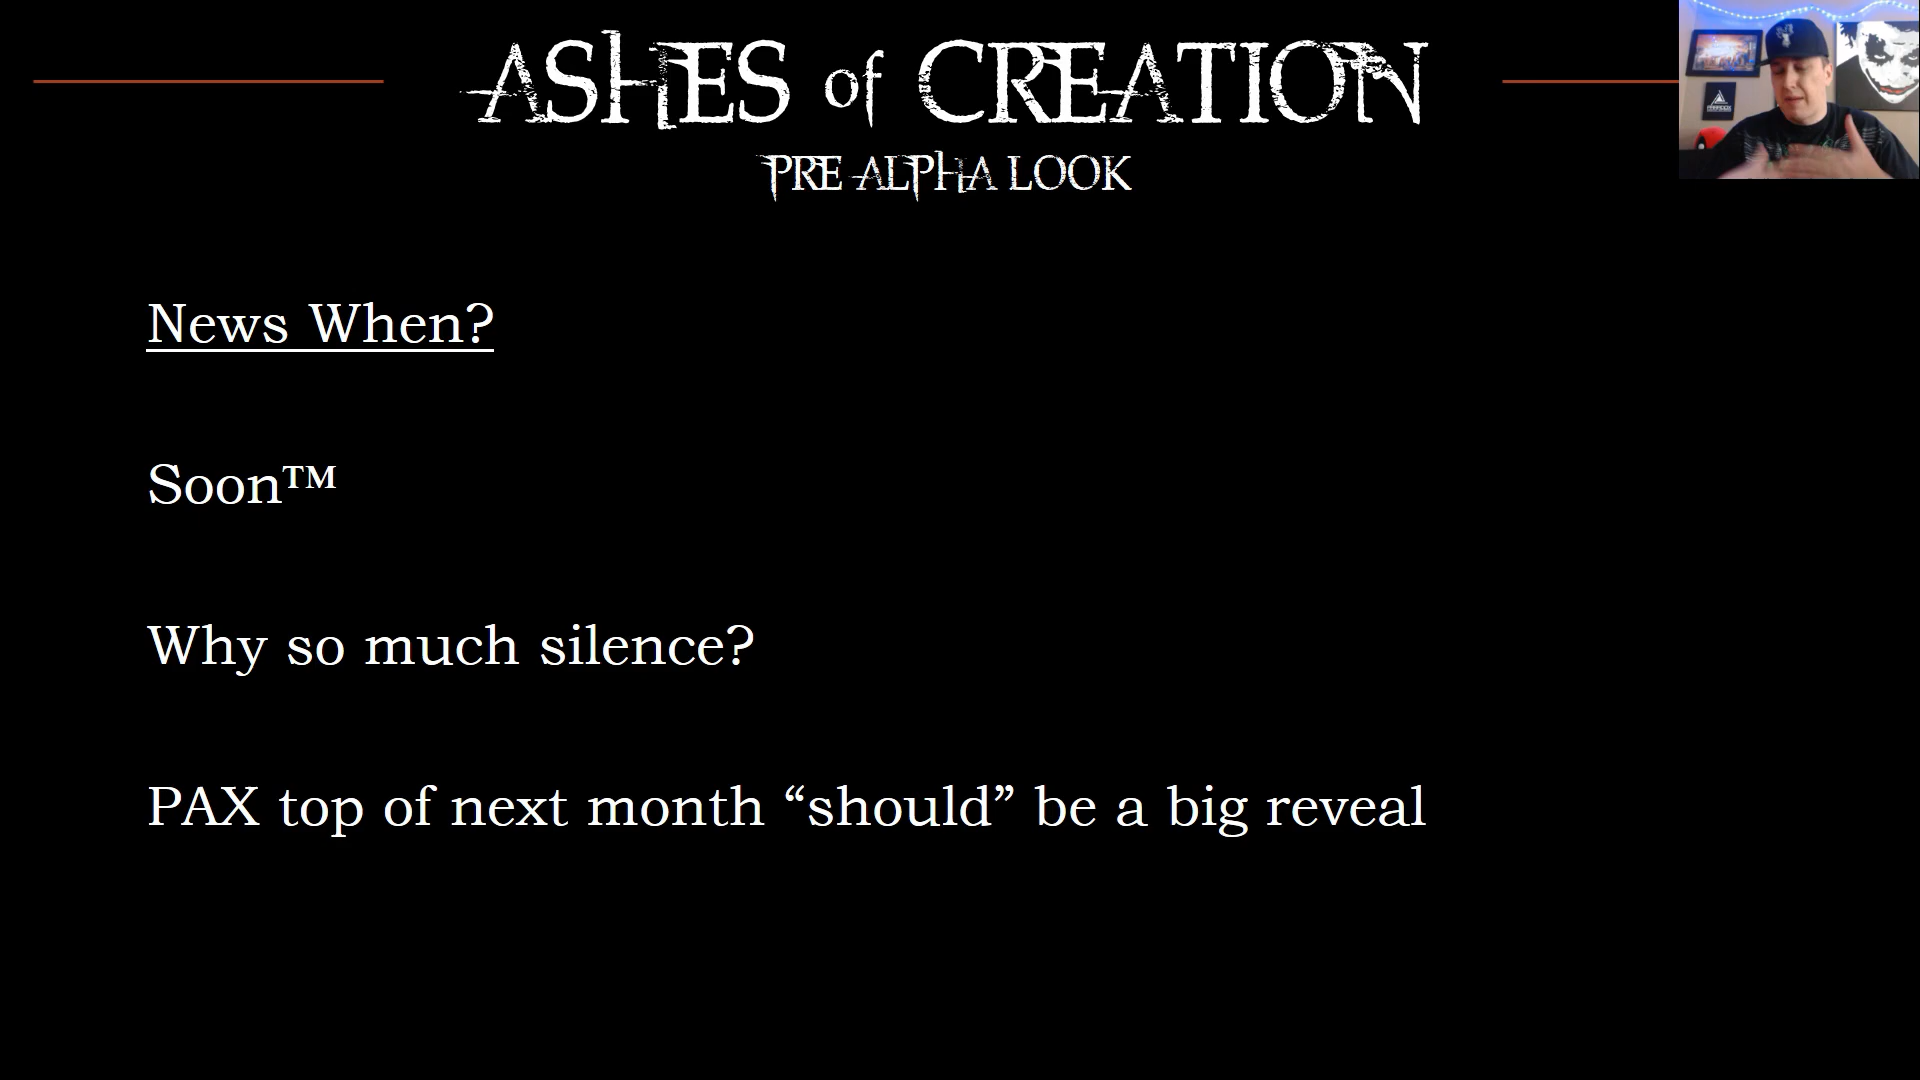 ASHES of CREATION
PRE ALPHA LOOK
News When?
Soon™
Why so much silence?
PAX top of next month “should” be a big reveal